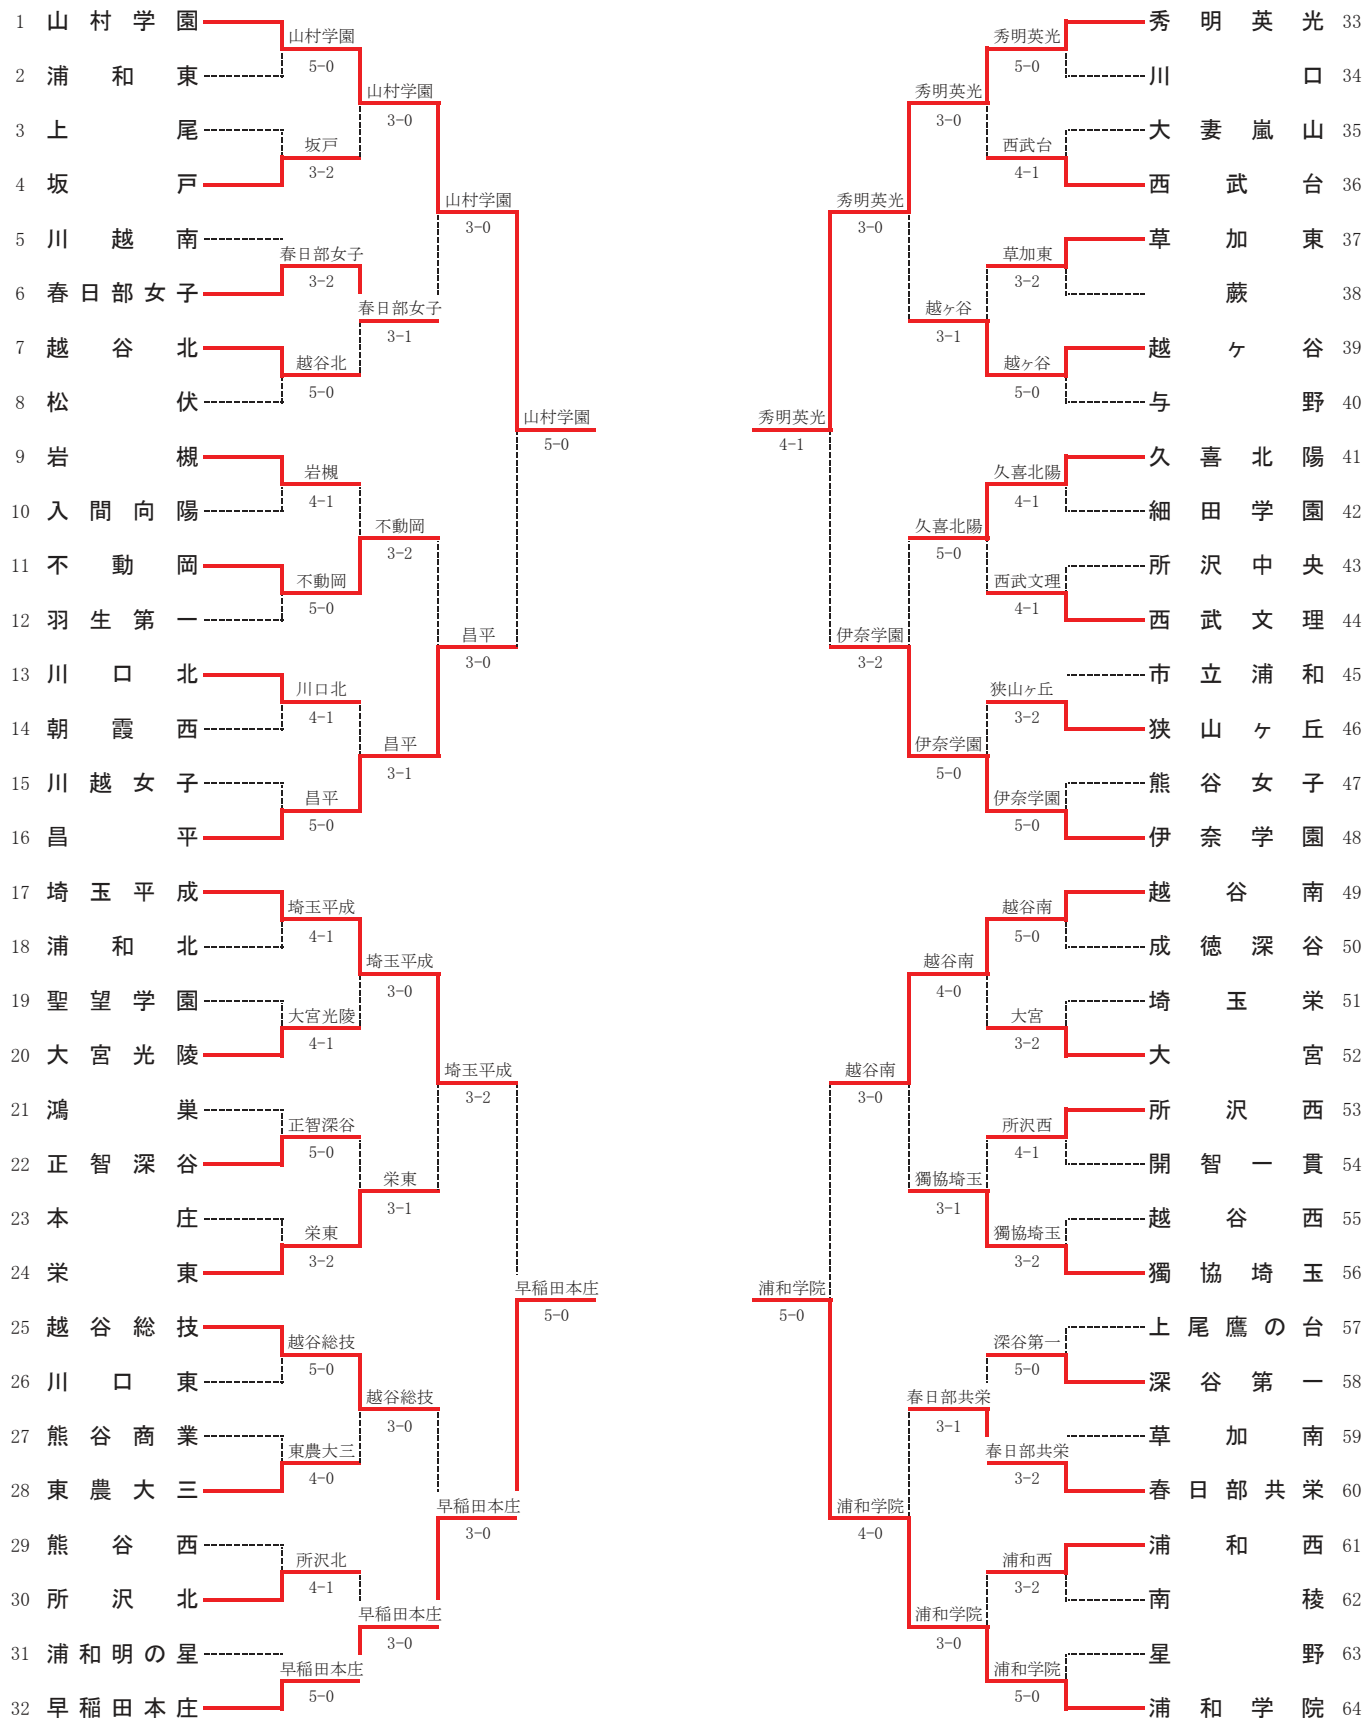 1 山村学園
2 浦和東
3 上尾
4 坂戸
5 川越南
6 春日部女子
7 越谷北
8 松伏
9 岩槻
10 入間向陽
11 不動岡
12 羽生第一
13 川口北
14 朝霞西
15 川越女子
16 昌平
17 埼玉平成
18 浦和北
19 聖望学園
20 大宮光陵
21 鴻巣
22 正智深谷
23 本庄
24 栄東
25 越谷総技
26 川口東
27 熊谷商業
28 東農大三
29 熊谷西
30 所沢北
31 浦和明の星
32 早稲田本庄
山村学園
5-0
坂戸
3-2
春日部女子
3-2
越谷北
5-0
岩槻
4-1
不動岡
5-0
川口北
4-1
昌平
5-0
埼玉平成
4-1
大宮光陵
4-1
正智深谷
5-0
栄東
3-2
越谷総技
5-0
東農大三
4-0
所沢北
4-1
早稲田本庄
5-0
山村学園
3-0
春日部女子
3-1
不動岡
3-2
昌平
3-1
埼玉平成
3-0
栄東
3-1
越谷総技
3-0
早稲田本庄
3-0
山村学園
3-0
昌平
3-0
埼玉平成
3-2
早稲田本庄
3-0
山村学園
5-0
早稲田本庄
5-0
秀明英光
4-1
浦和学院
5-0
秀明英光
3-0
伊奈学園
3-2
越谷南
3-0
浦和学院
4-0
秀明英光
3-0
越ヶ谷
3-1
久喜北陽
5-0
伊奈学園
5-0
越谷南
4-0
獨協埼玉
3-1
春日部共栄
3-1
浦和学院
3-0
秀明英光
5-0
西武台
4-1
草加東
3-2
越ヶ谷
5-0
久喜北陽
4-1
西武文理
4-1
狭山ヶ丘
3-2
伊奈学園
5-0
越谷南
5-0
大宮
3-2
所沢西
4-1
獨協埼玉
3-2
深谷第一
5-0
春日部共栄
3-2
浦和西
3-2
浦和学院
5-0
秀明英光 33
川口 34
大妻嵐山 35
西武台 36
草加東 37
蕨 38
越ヶ谷 39
与野 40
久喜北陽 41
細田学園 42
所沢中央 43
西武文理 44
市立浦和 45
狭山ヶ丘 46
熊谷女子 47
伊奈学園 48
越谷南 49
成徳深谷 50
埼玉栄 51
大宮 52
所沢西 53
開智一貫 54
越谷西 55
獨協埼玉 56
上尾鷹の台 57
深谷第一 58
草加南 59
春日部共栄 60
浦和西 61
南稜 62
星野 63
浦和学院 64